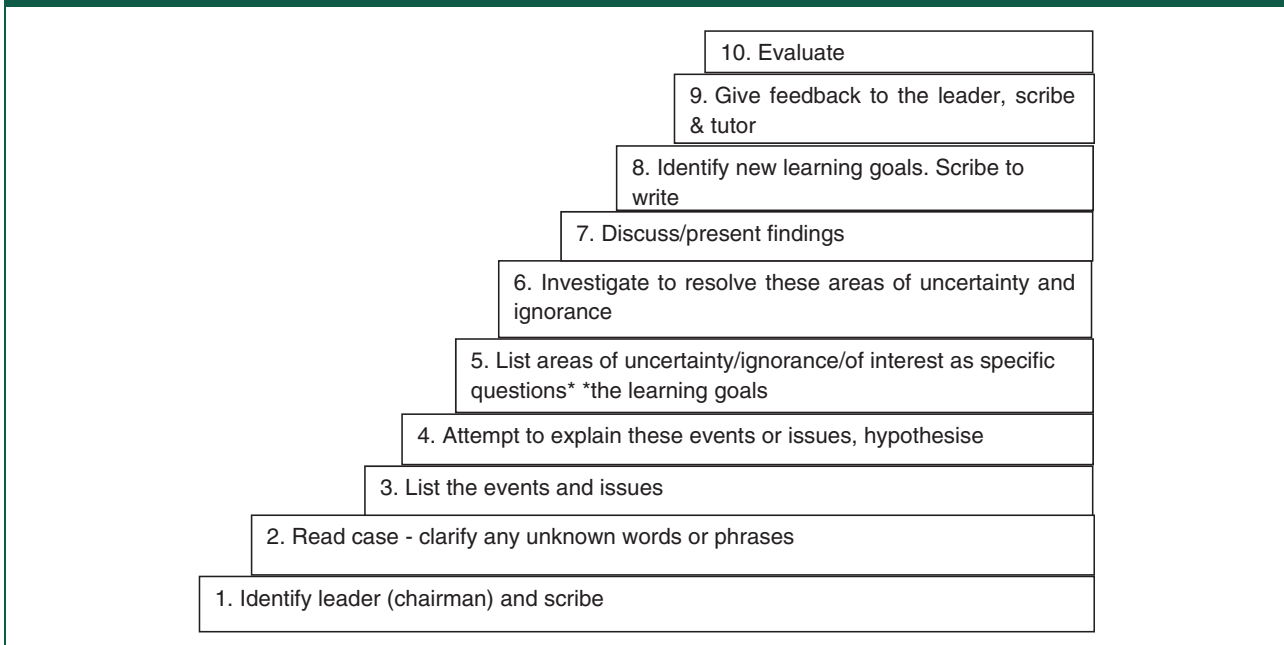 10. Evaluate
9. Give feedback to the leader, scribe
& tutor
8. Identify new learning goals. Scribe to
write
7. Discuss/present findings
6. Investigate to resolve these areas of uncertainty and
ignorance
5. List areas of uncertainty/ignorance/of interest as specific
questions* *the learning goals
4. Attempt to explain these events or issues, hypothesise
3. List the events and issues
2. Read case - clarify any unknown words or phrases
1. Identify leader (chairman) and scribe